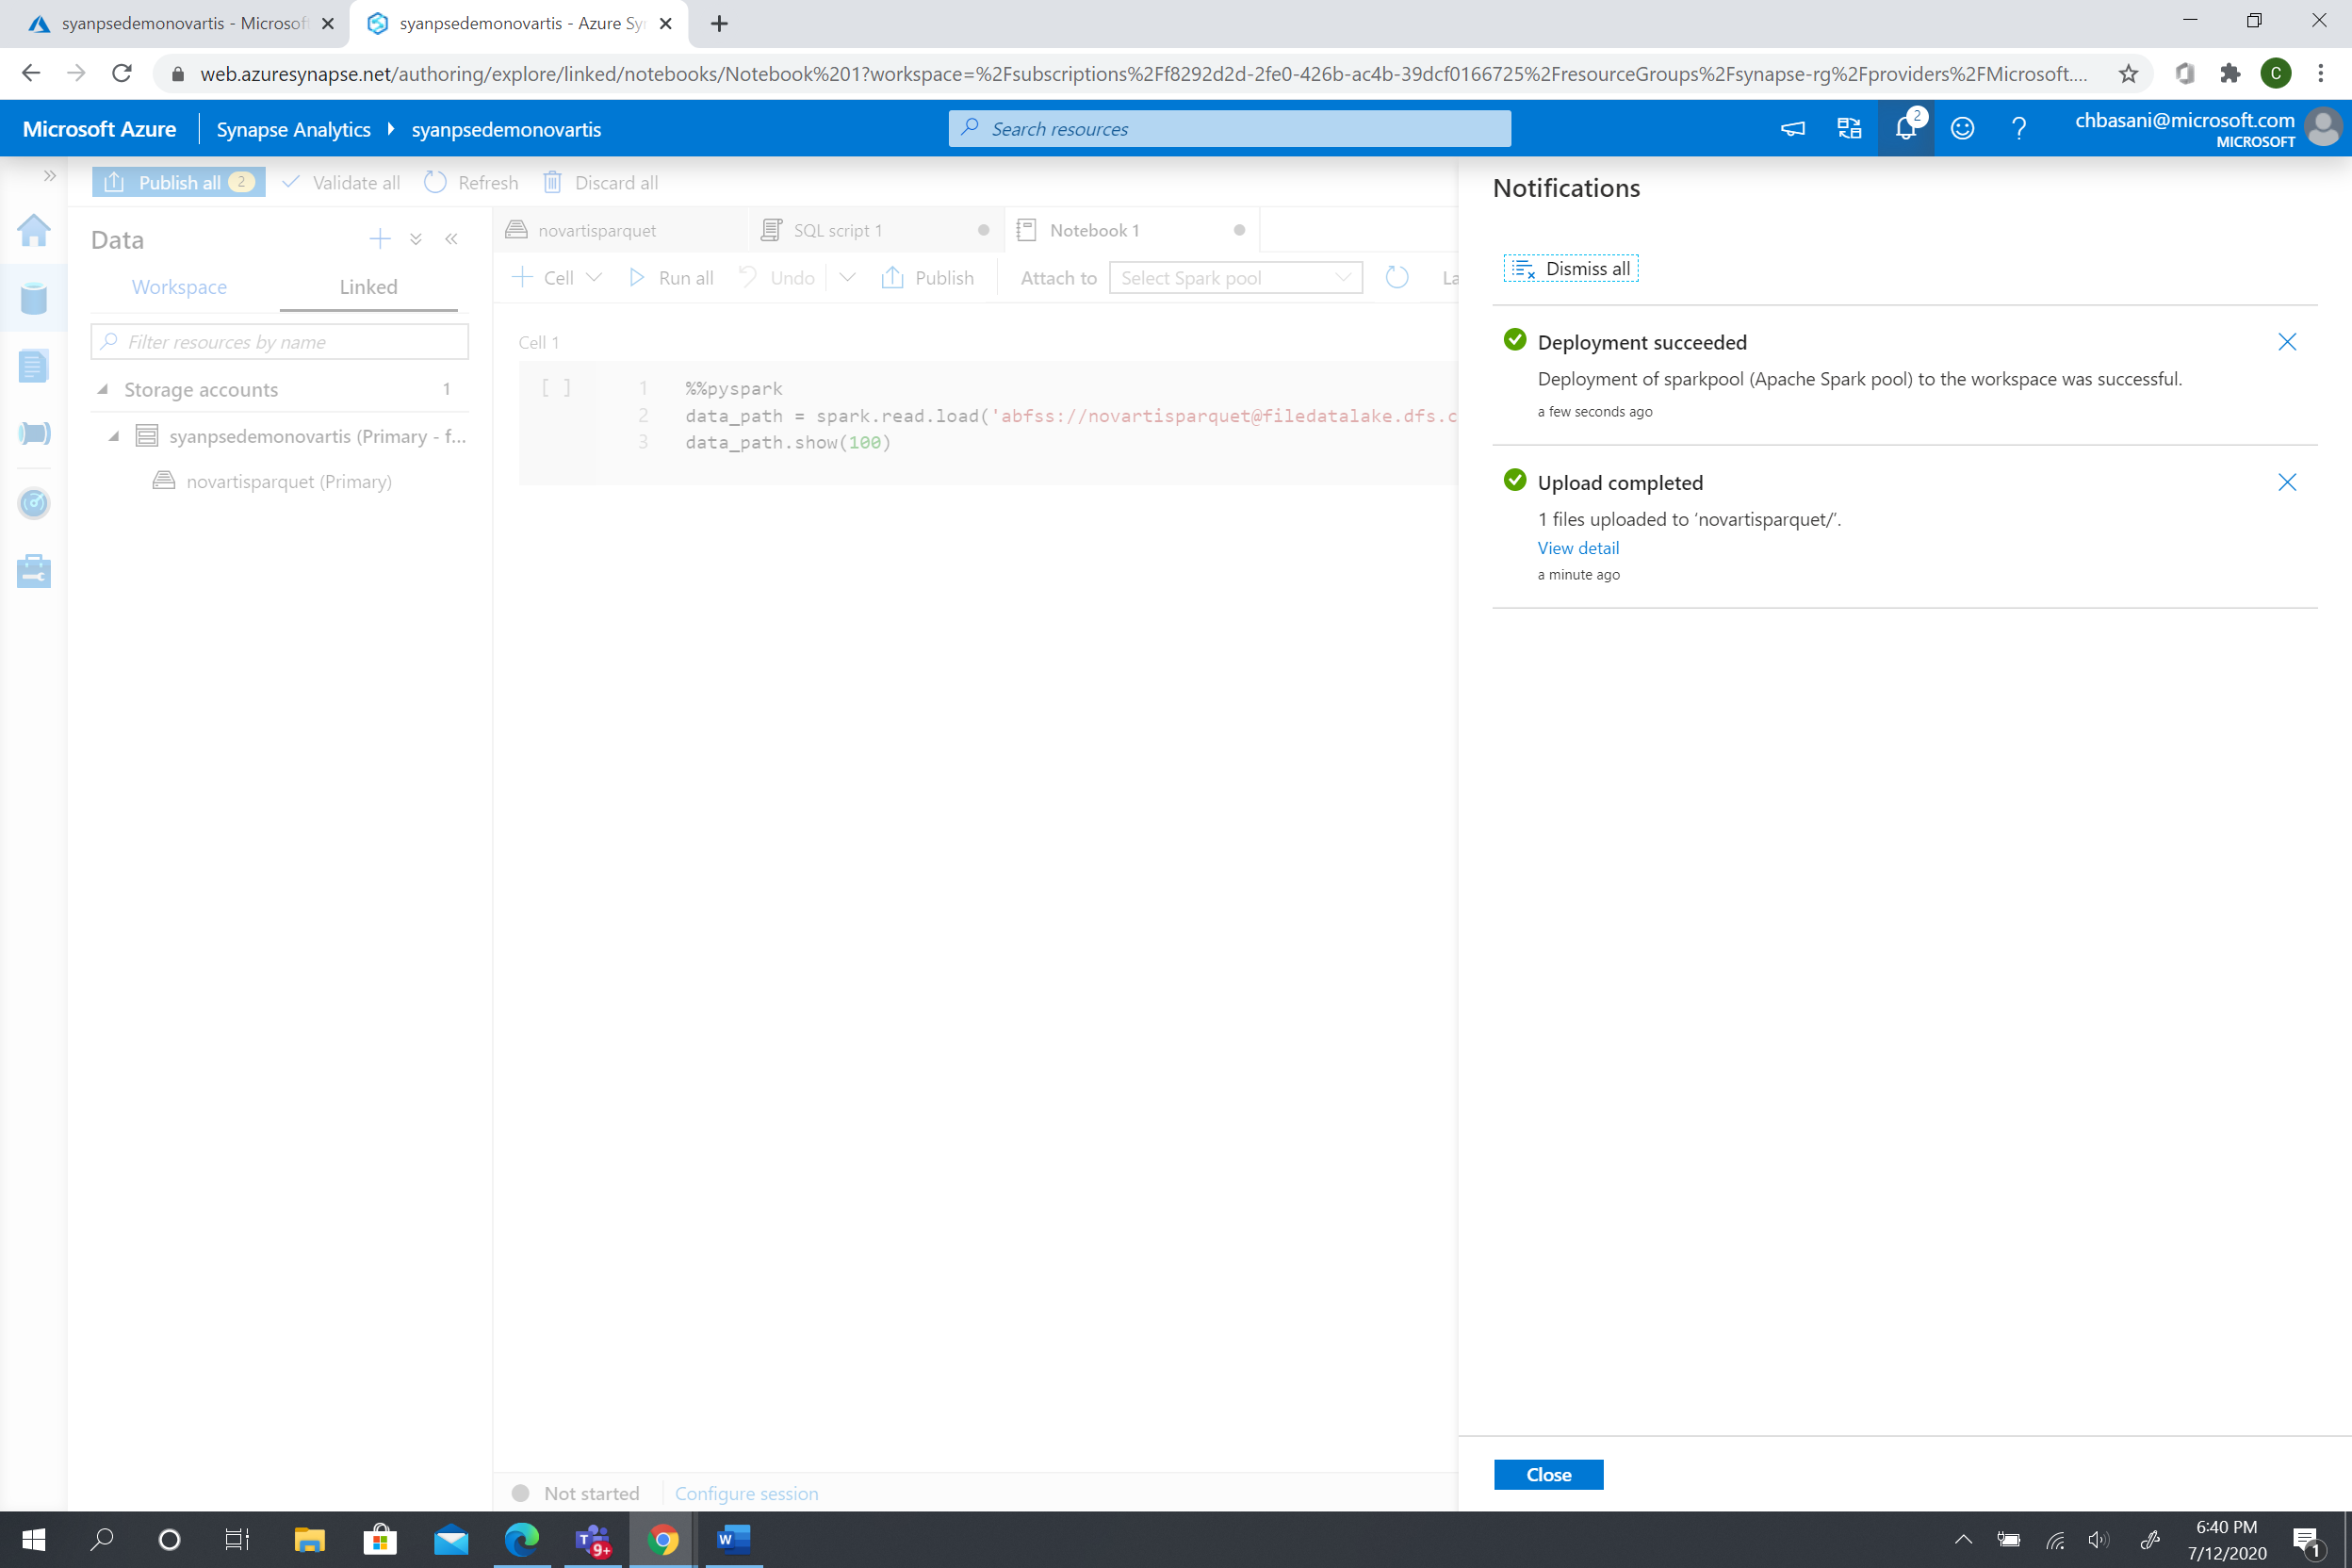 syanpsedemonovartis - Microsoft
syanpsedemonovartis - Azure Sy
web.azuresynapse.net/authoring/explore/linked/notebooks/Notebook%201?workspace=%2Fsubscriptions%2Ff8292d2d-2fe0-426b-ac4b-39dcf0166725%2FresourceGroups%2Fsynapse-rg%2Fproviders%2FMicrosoft....
C
Microsoft Azure
Synapse Analytics
syanpsedemonovartis
Search resources
2
chbasani@microsoft.com
MICROSOFT
Publish all 2
Validate all
Refresh
Discard all
Data
Workspace
Linked
Filter resources by name
Storage accounts 1
syanpsedemonovartis (Primary - f...
novartisparquet (Primary)
novartisparquet
SQL script 1
Notebook 1
Cell
Run all
Undo
Publish
Attach to
Select Spark pool
La
Cell 1
[ ]
1 %%pyspark
2 data_path = spark.read.load('abfss://novartisparquet@filedatalake.dfs.c
3 data_path.show(100)
Not started
Configure session
Notifications
Dismiss all
Deployment succeeded
Deployment of sparkpool (Apache Spark pool) to the workspace was successful.
a few seconds ago
Upload completed
1 files uploaded to ‘novartisparquet/’.
View detail
a minute ago
Close
T
9+
W
6:40 PM
7/12/2020
1